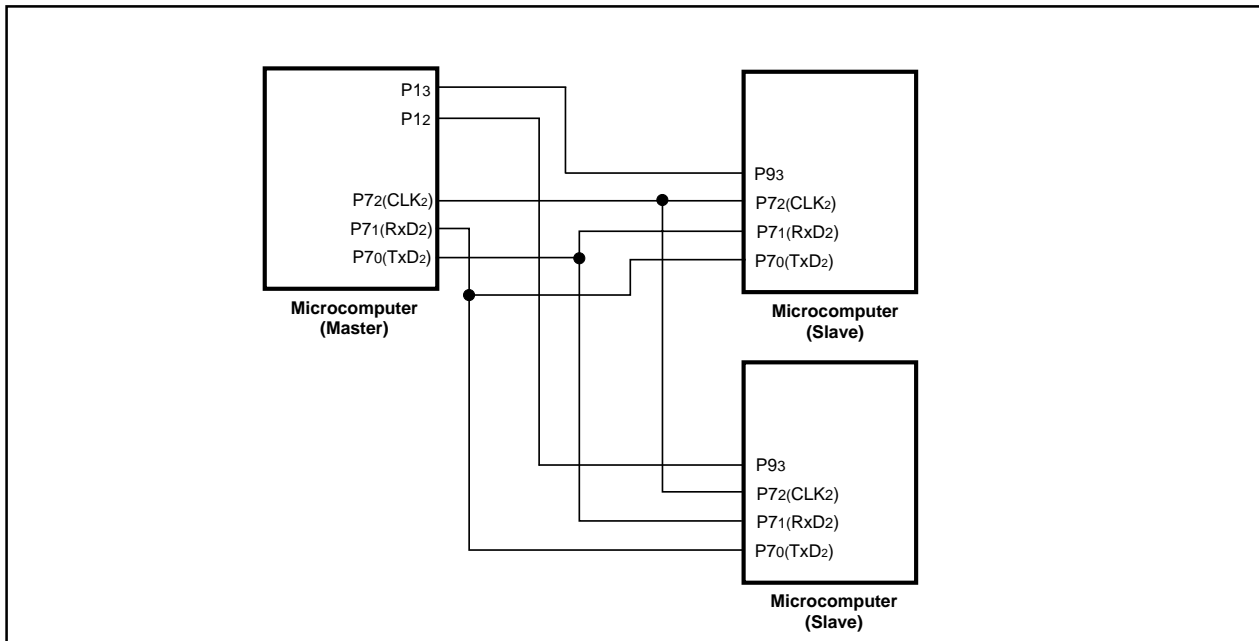 P13
P12
P72(CLK2)
P71(RxD2)
P70(TxD2)
Microcomputer
(Master)
P93
P72(CLK2)
P71(RxD2)
P70(TxD2)
Microcomputer
(Slave)
P93
P72(CLK2)
P71(RxD2)
P70(TxD2)
Microcomputer
(Slave)